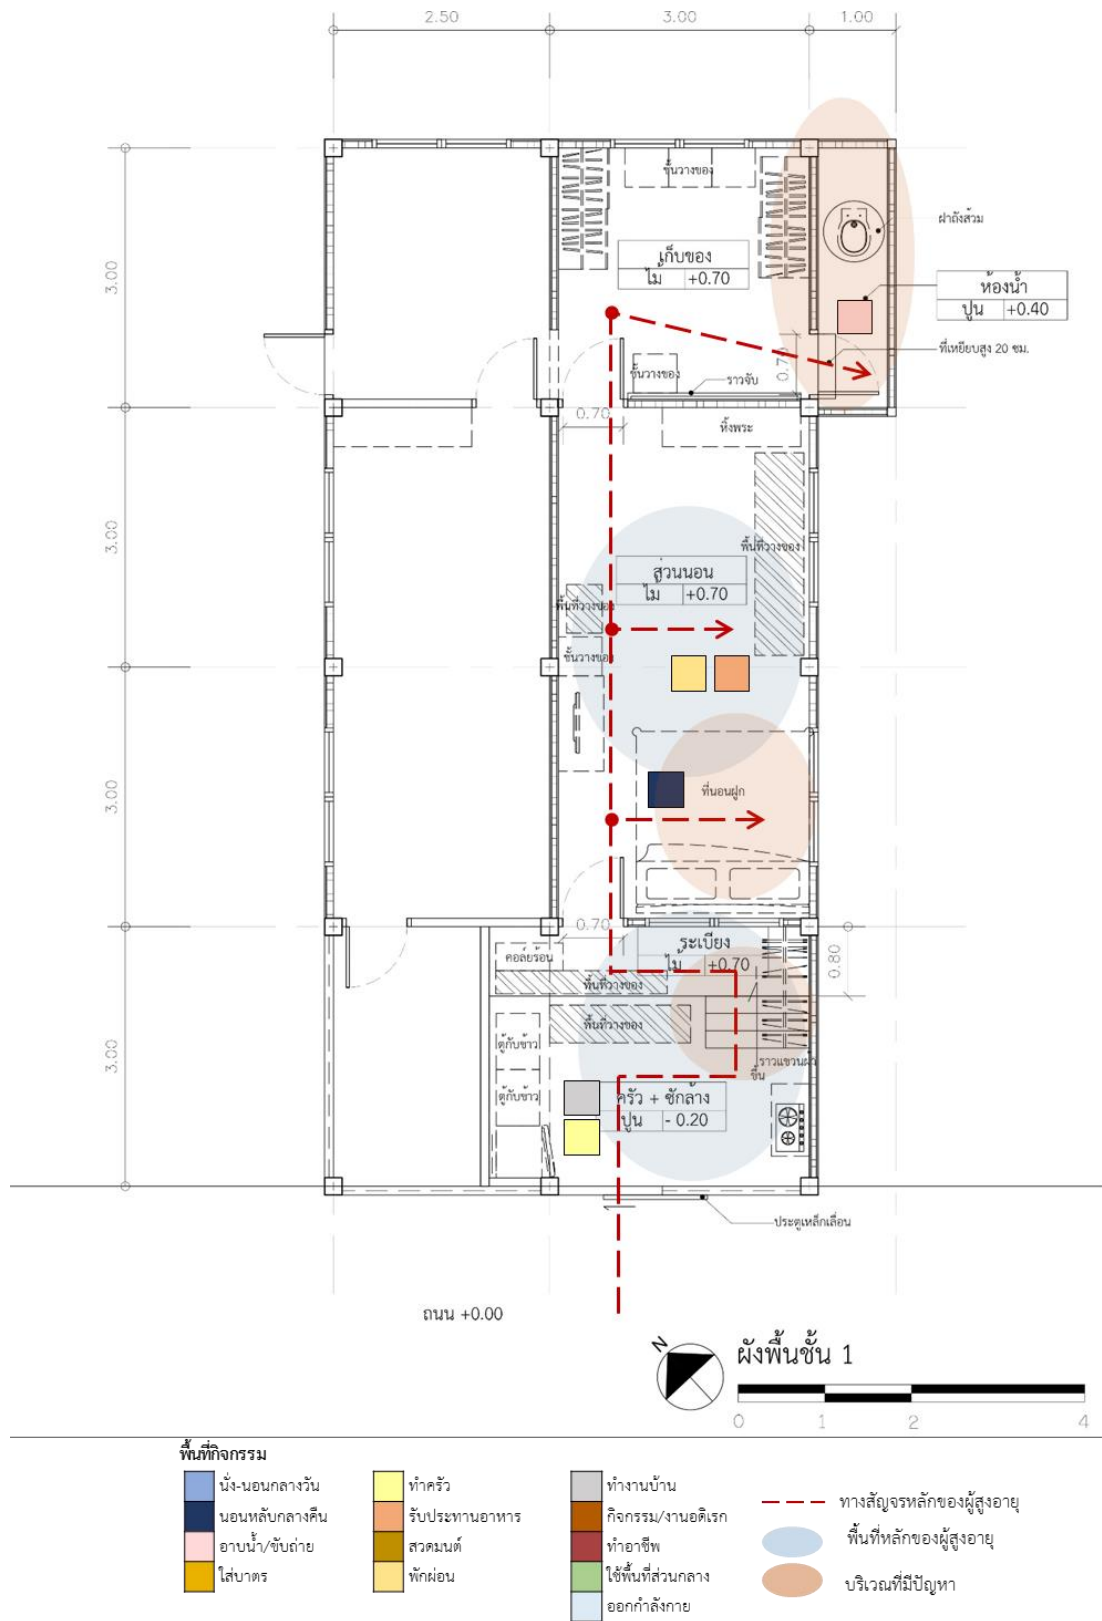 2.50 3.00 1.00
ชั้นวางของ
ฝาถังส้วม
เก็บของ
ไม้ +0.70
ห้องน้ำ
ปูน +0.40
3.00
ที่เหยียบสูง 20 ซม.
ชั้นวางของ
ราวจับ
0.70
0.70
หิ้งพระ
3.00
พื้นที่วางของ
ส่วนนอน
ไม้ +0.70
พื้นที่วางของ
ชั้นวางของ
3.00
ที่นอนฟูก
0.70
ระเบียง
ไม้ +0.70
คอล์ยร้อน
พื้นที่วางของ
0.80
พื้นที่วางของ
ตู้กับข้าว
3.00
ราวแขวนผ้า
ขึ้น
ตู้กับข้าว
ครัว + ซักล้าง
ปูน - 0.20
ประตูเหล็กเลื่อน
ถนน +0.00
N
ผังพื้นชั้น 1
0 1 2 4
พื้นที่กิจกรรม
นั่ง-นอนกลางวัน
นอนหลับกลางคืน
อาบน้ำ/ขับถ่าย
ใส่บาตร
ทำครัว
รับประทานอาหาร
สวดมนต์
พักผ่อน
ทำงานบ้าน
กิจกรรม/งานอดิเรก
ทำอาชีพ
ใช้พื้นที่ส่วนกลาง
ออกกำลังกาย
ทางสัญจรหลักของผู้สูงอายุ
พื้นที่หลักของผู้สูงอายุ
บริเวณที่มีปัญหา